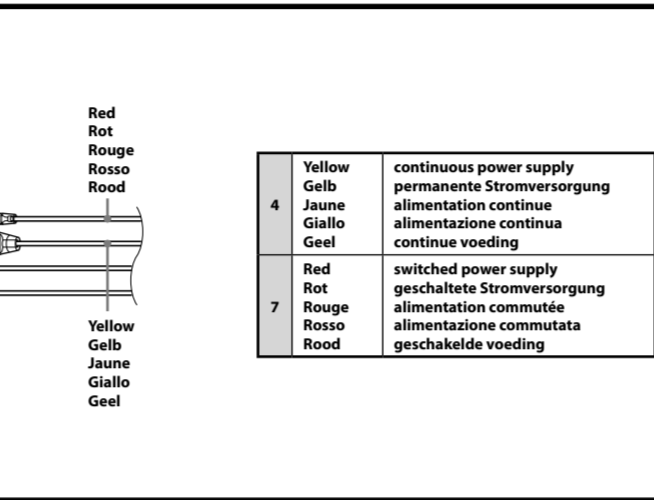 Red
Rot
Rouge
Rosso
Rood
Yellow
Gelb
Jaune
Giallo
Geel
4
Yellow continuous power supply
Gelb permanente Stromversorgung
Jaune alimentation continue
Giallo alimentazione continua
Geel continue voeding
7
Red switched power supply
Rot geschaltete Stromversorgung
Rouge alimentation commutée
Rosso alimentazione commutata
Rood geschakelde voeding